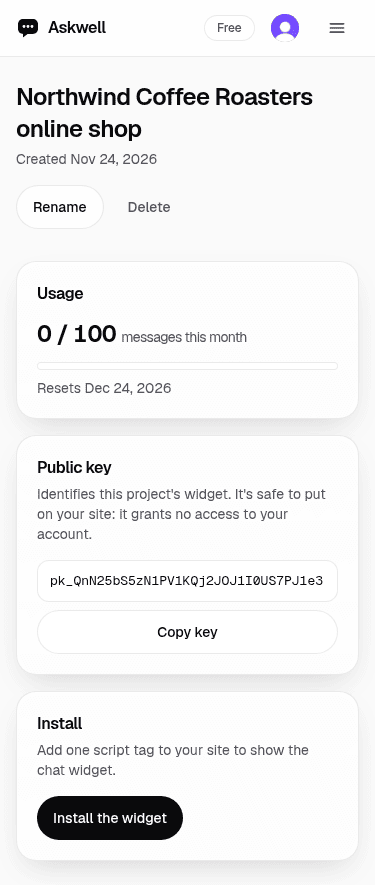 Askwell
Free
Northwind Coffee Roasters
online shop
Created Nov 24, 2026
Rename
Delete
Usage
0 / 100 messages this month
Resets Dec 24, 2026
Public key
Identifies this project's widget. It's safe to put
on your site: it grants no access to your
account.
pk_QnN25bS5zN1PV1KQj2JOJ1I0US7PJ1e3
Copy key
Install
Add one script tag to your site to show the
chat widget.
Install the widget